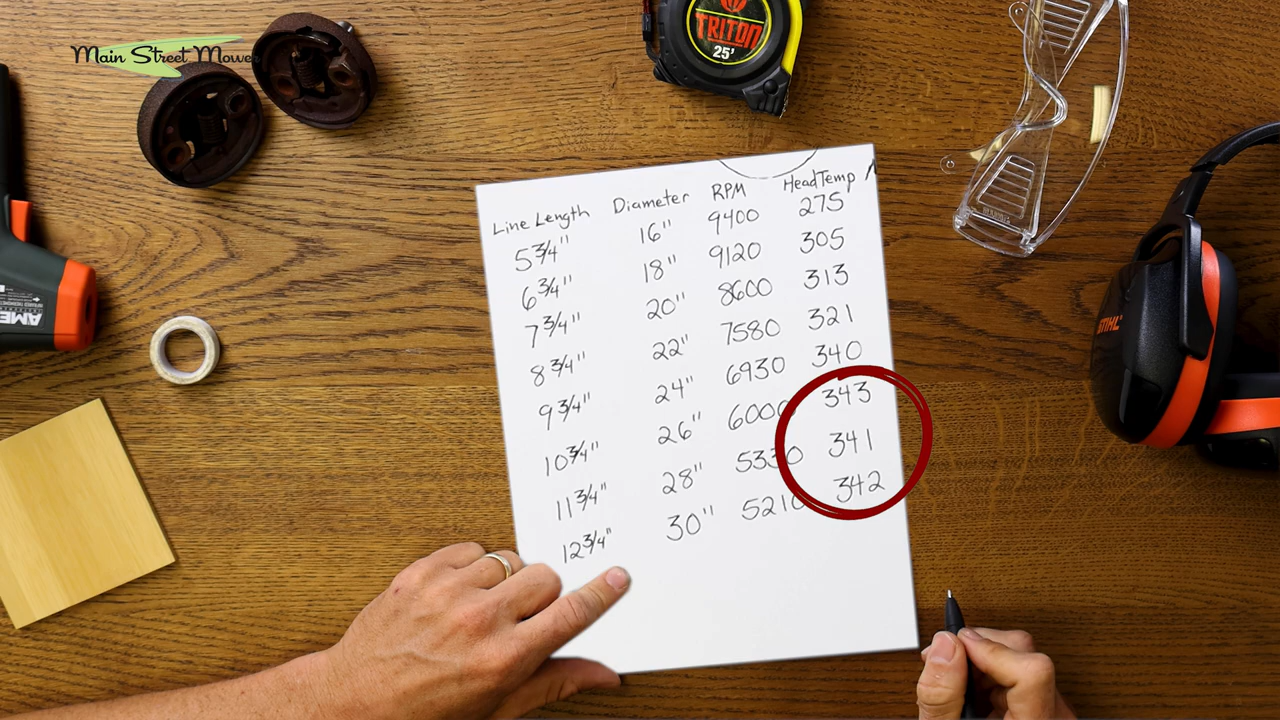 Main Street Mower
TRITON
25'
Line Length Diameter RPM Head Temp
5 3/4" 16" 9400 275
6 3/4" 18" 9120 305
7 3/4" 20" 8600 313
8 3/4" 22" 7580 321
9 3/4" 24" 6930 340
10 3/4" 26" 6000 343
11 3/4" 28" 5330 341
12 3/4" 30" 5210 342
STIHL